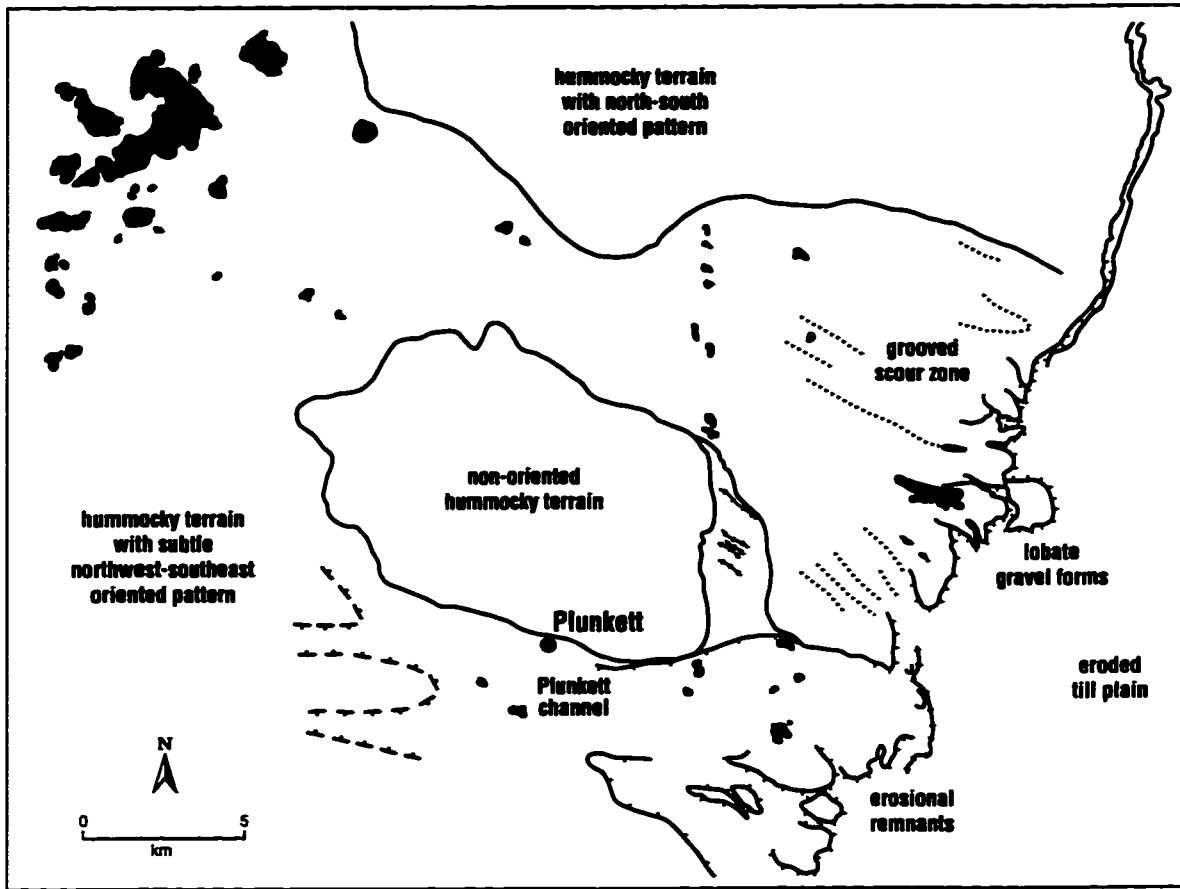 hummocky terrain
with north-south
oriented pattern
grooved
scour zone
non-oriented
hummocky terrain
hummocky terrain
with subtle
northwest-southeast
oriented pattern
lobate
gravel forms
Plunkett
eroded
till plain
Plunkett
channel
N
0 5
km
erosional
remnants